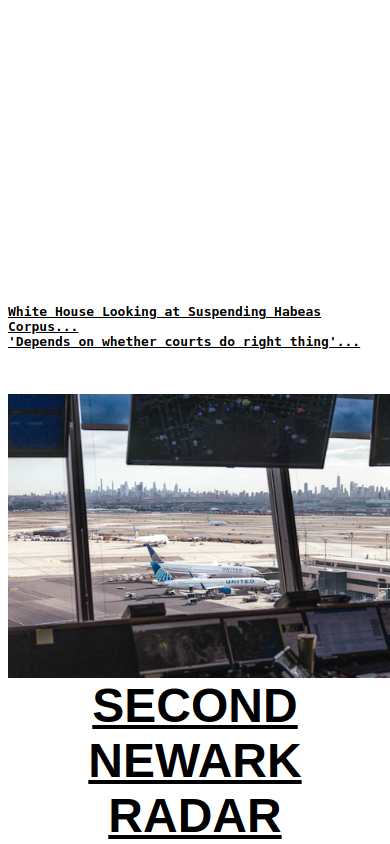 White House Looking at Suspending Habeas
Corpus...
'Depends on whether courts do right thing'...
UNITED
UNITED
SECOND
NEWARK
RADAR